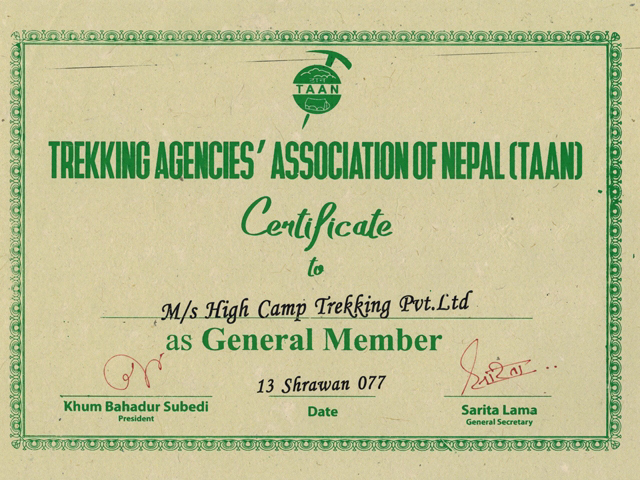 TAAN
TREKKING AGENCIES' ASSOCIATION OF NEPAL (TAAN)
Certificate
to
M/s High Camp Trekking Pvt.Ltd
as General Member
13 Shrawan 077
Khum Bahadur Subedi
President
Date
Sarita Lama
General Secretary